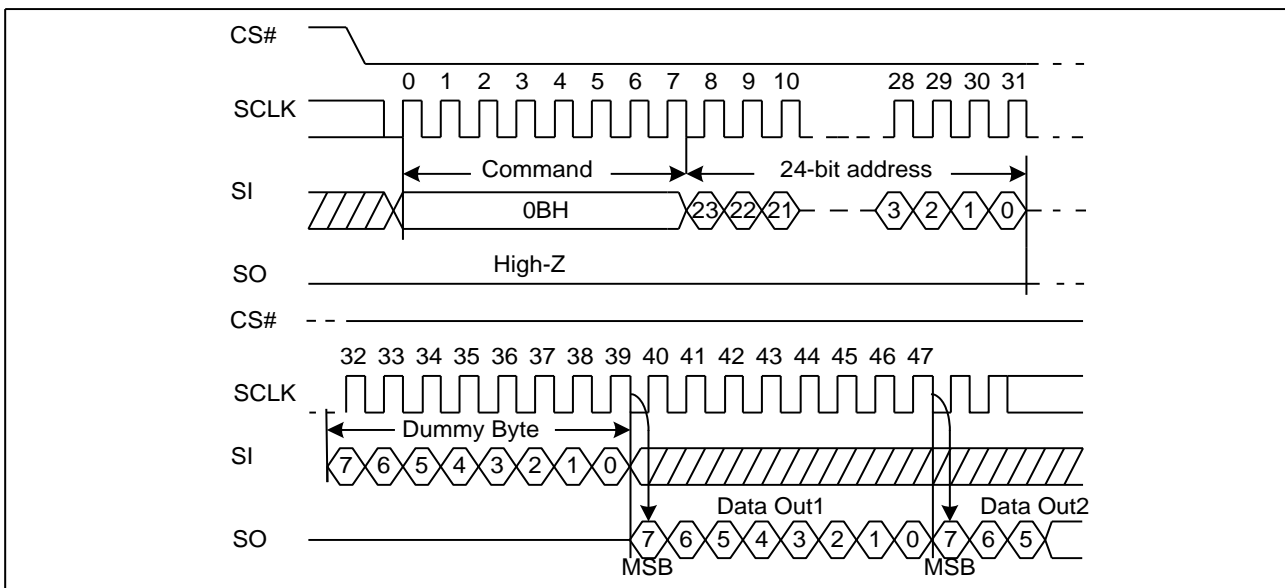 CS#
0 1 2 3 4 5 6 7 8 9 10 28 29 30 31
SCLK
Command 24-bit address
SI
0BH 23 22 21 3 2 1 0
High-Z
SO
CS#
32 33 34 35 36 37 38 39 40 41 42 43 44 45 46 47
SCLK
Dummy Byte
SI
7 6 5 4 3 2 1 0
Data Out1 Data Out2
SO
7 6 5 4 3 2 1 0 7 6 5
MSB MSB